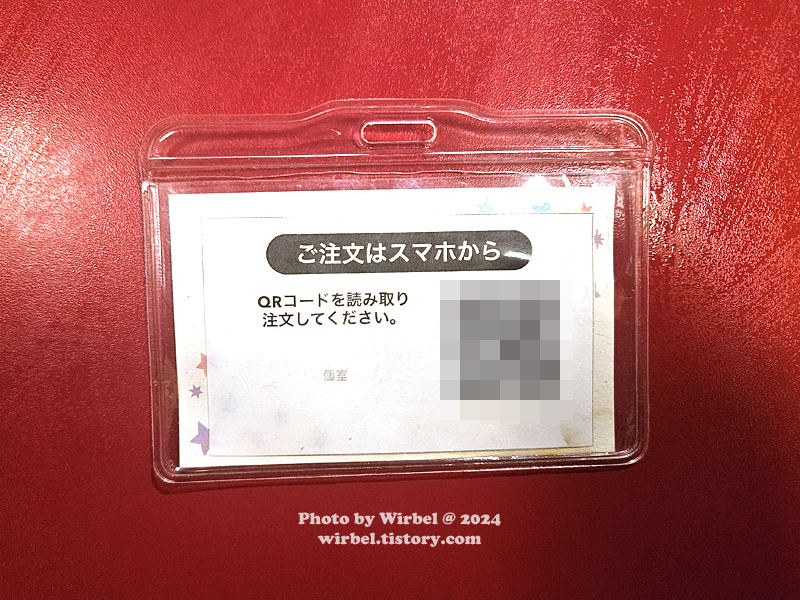 ご注文はスマホから
QRコードを読み取り
注文してください。
個室
Photo by Wirbel @ 2024
wirbel.tistory.com